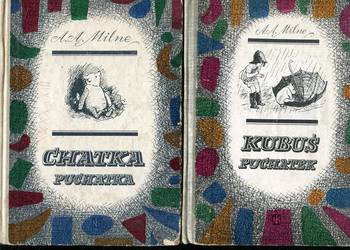 A.A. Milne
CHATKA
PUCHATKA
A.A. Milne
KUBUŚ
PUCHATEK